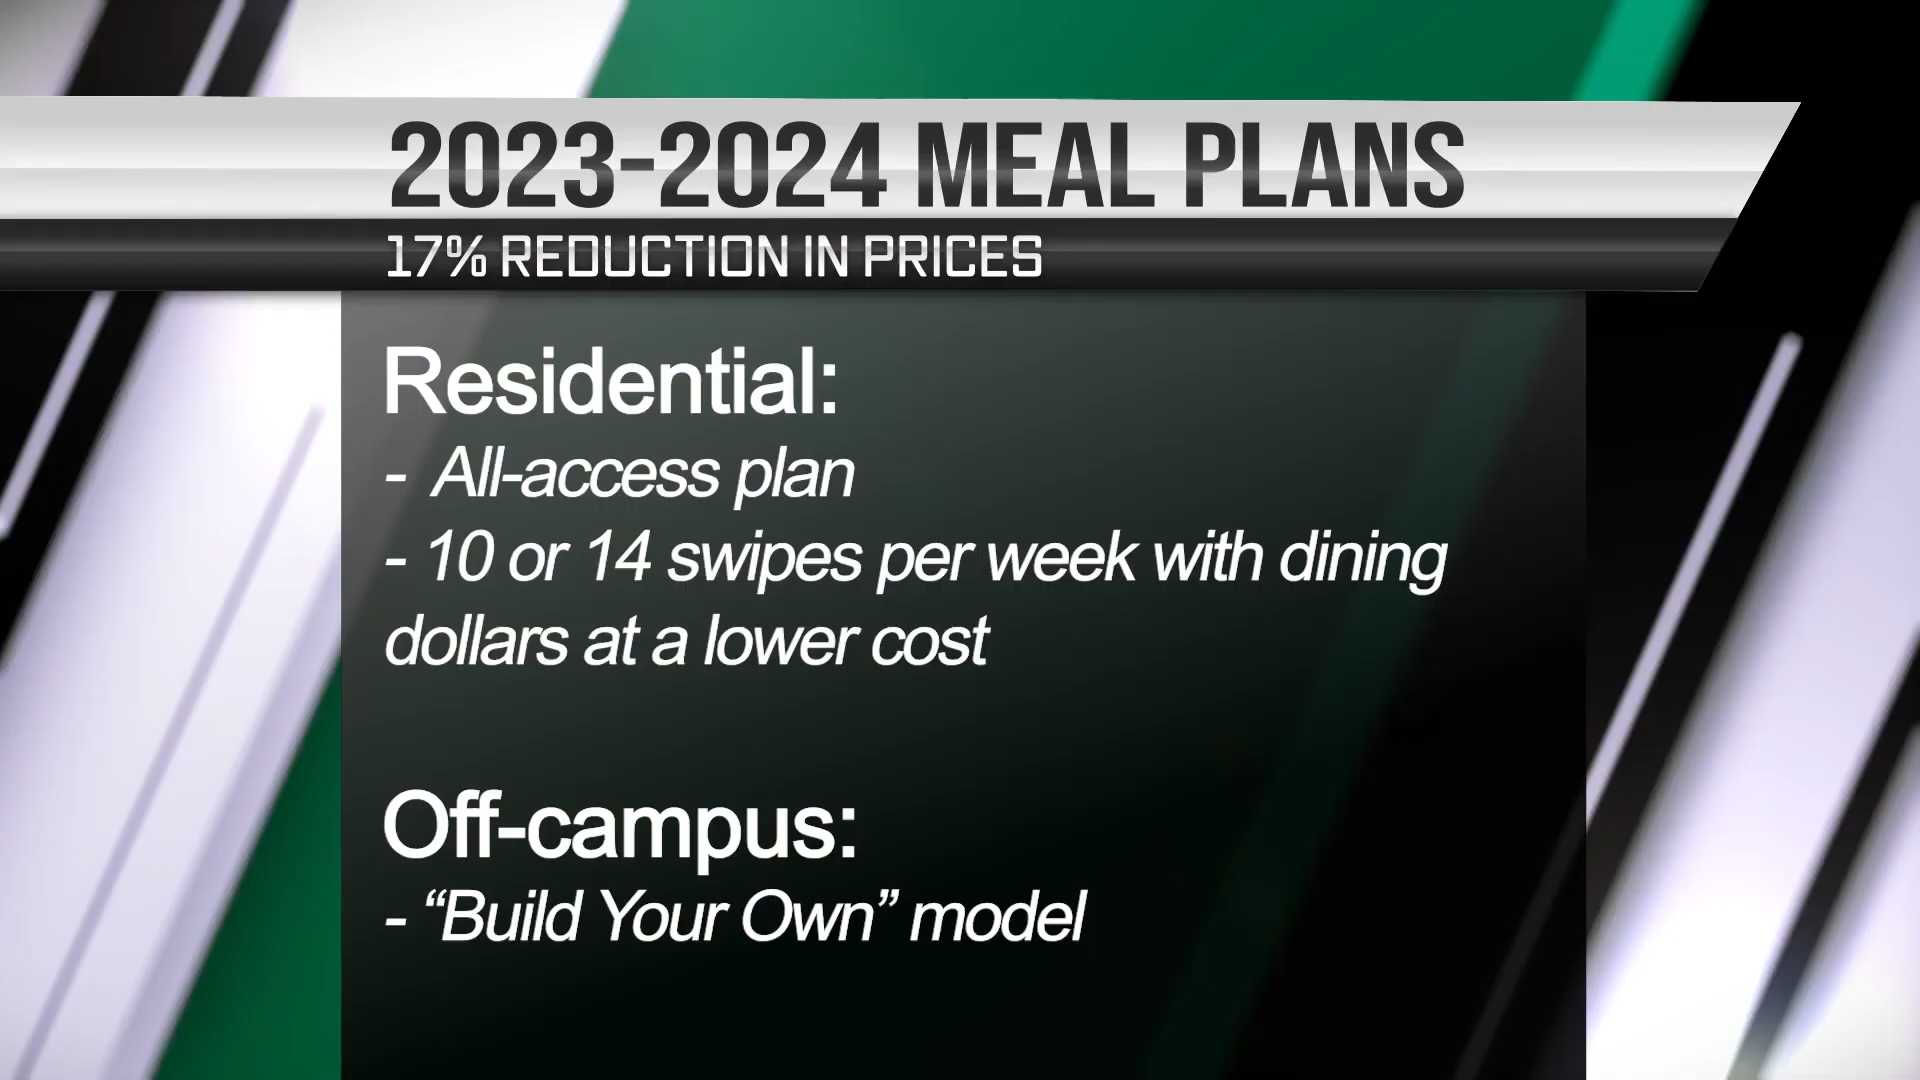 2023-2024 MEAL PLANS
17% REDUCTION IN PRICES
Residential:
- All-access plan
- 10 or 14 swipes per week with dining
dollars at a lower cost
Off-campus:
- “Build Your Own” model